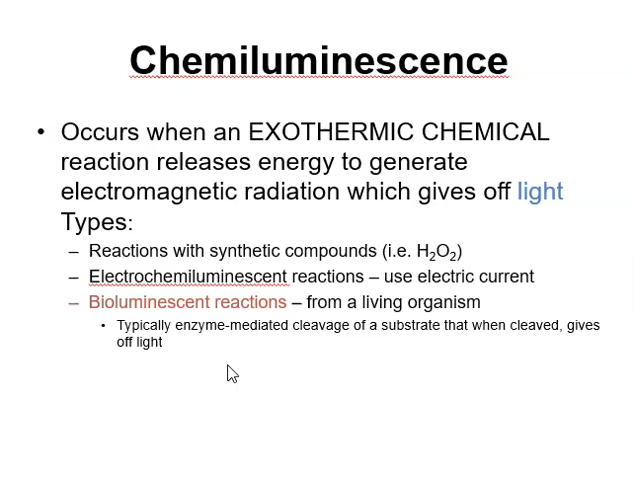 Chemiluminescence
• Occurs when an EXOTHERMIC CHEMICAL
reaction releases energy to generate
electromagnetic radiation which gives off light
Types:
– Reactions with synthetic compounds (i.e. H₂O₂)
– Electrochemiluminescent reactions – use electric current
– Bioluminescent reactions – from a living organism
• Typically enzyme-mediated cleavage of a substrate that when cleaved, gives
off light